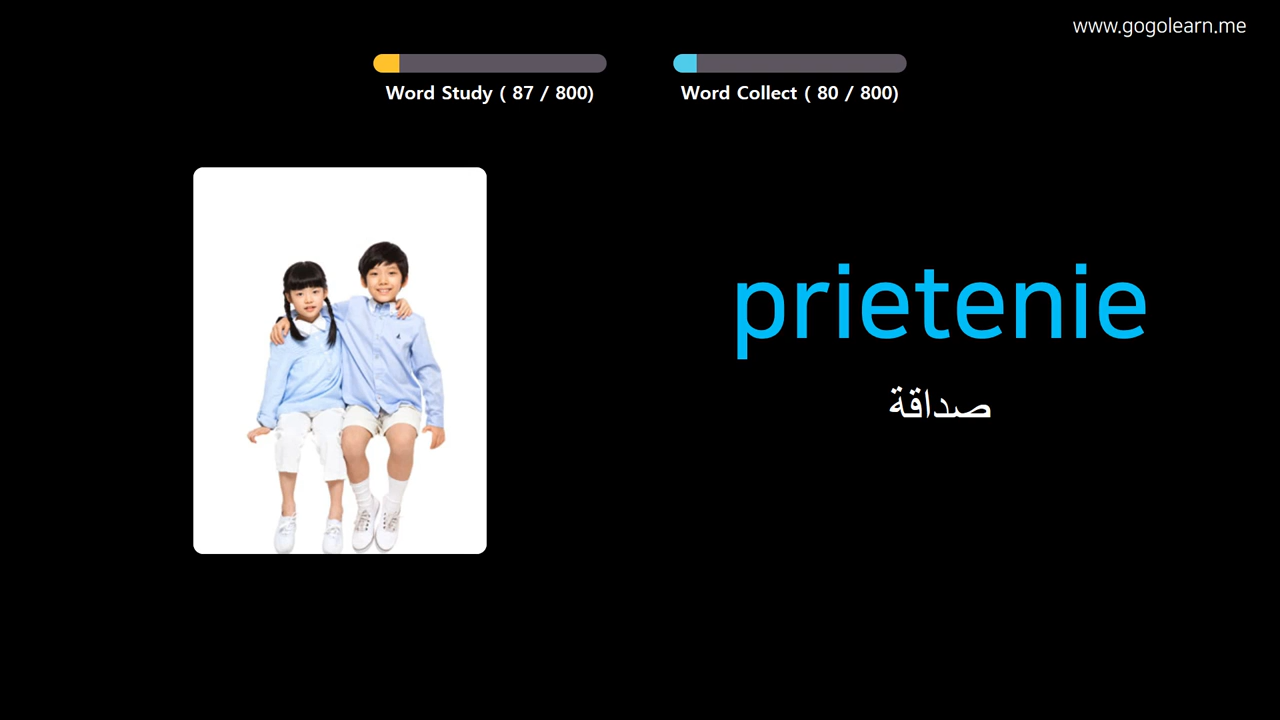 www.gogolearn.me
Word Study ( 87 / 800)
Word Collect ( 80 / 800)
prietenie
صداقة